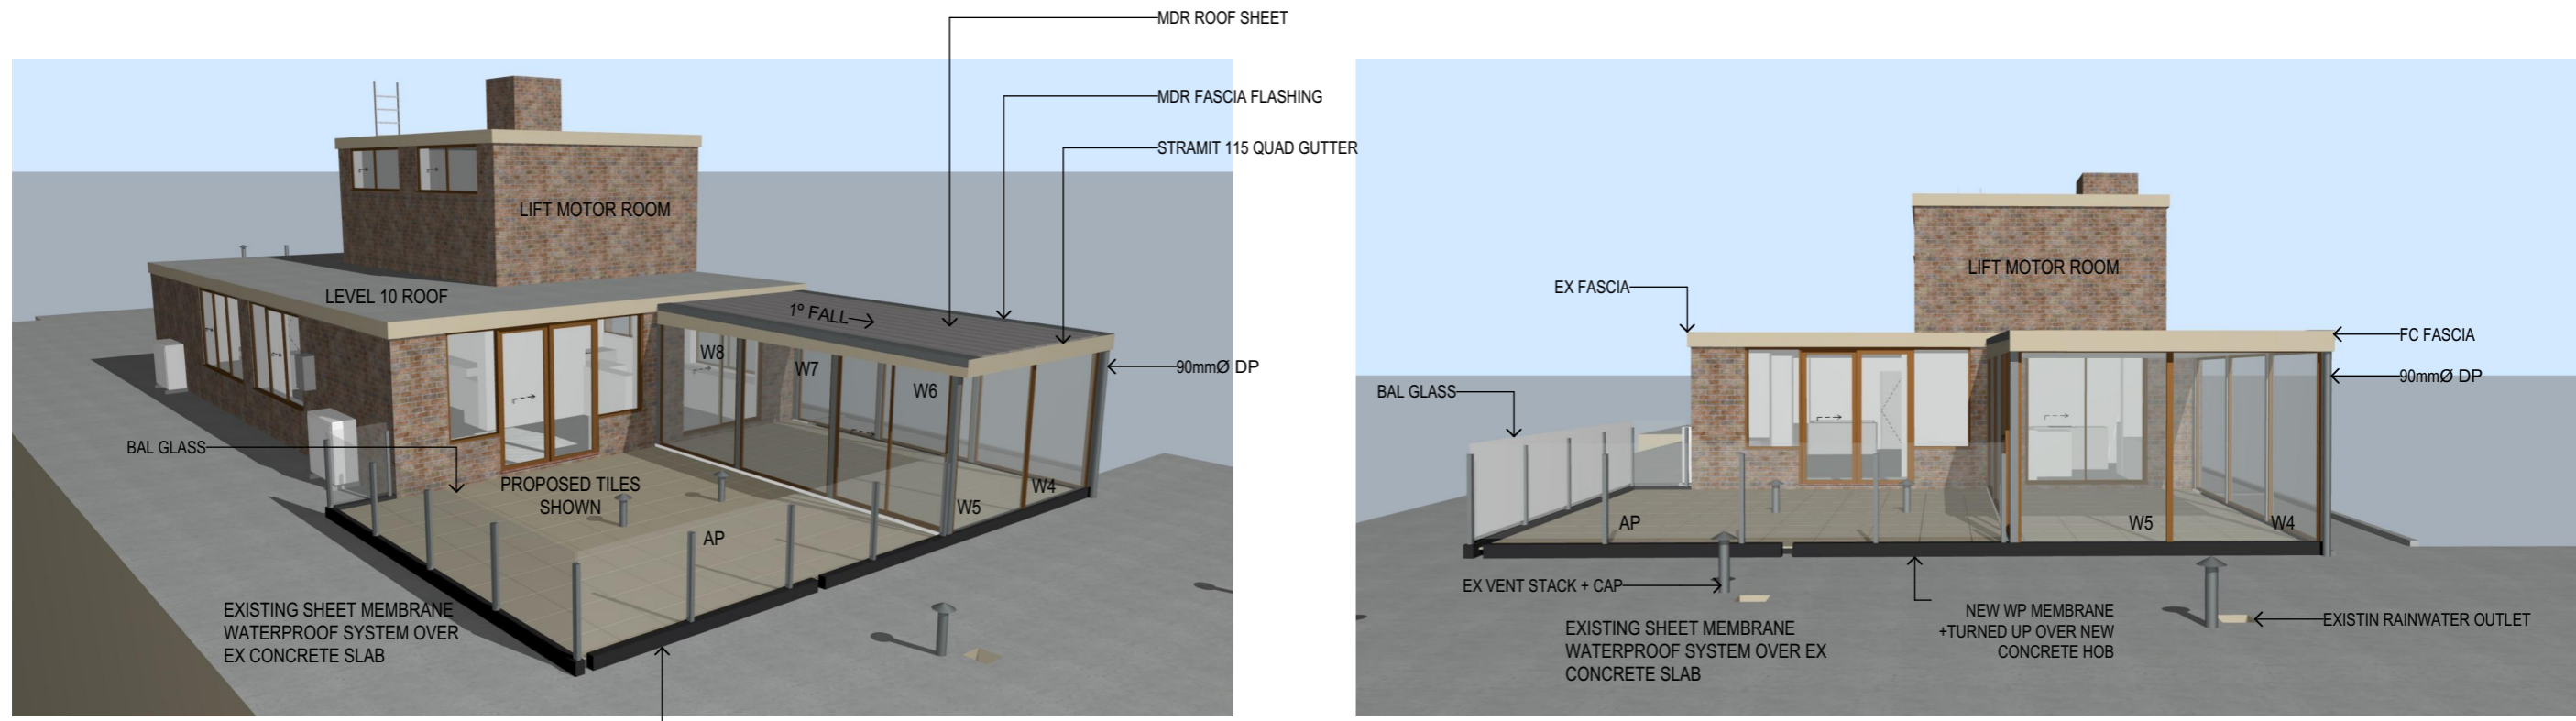 MDR ROOF SHEET
MDR FASCIA FLASHING
STRAMIT 115 QUAD GUTTER
LIFT MOTOR ROOM
LEVEL 10 ROOF
1º FALL
W8
W7
W6
90mmØ DP
BAL GLASS
PROPOSED TILES
SHOWN
W4
W5
AP
EXISTING SHEET MEMBRANE
WATERPROOF SYSTEM OVER
EX CONCRETE SLAB
LIFT MOTOR ROOM
EX FASCIA
FC FASCIA
90mmØ DP
BAL GLASS
AP
W5
W4
EX VENT STACK + CAP
NEW WP MEMBRANE
+TURNED UP OVER NEW
CONCRETE HOB
EXISTIN RAINWATER OUTLET
EXISTING SHEET MEMBRANE
WATERPROOF SYSTEM OVER EX
CONCRETE SLAB